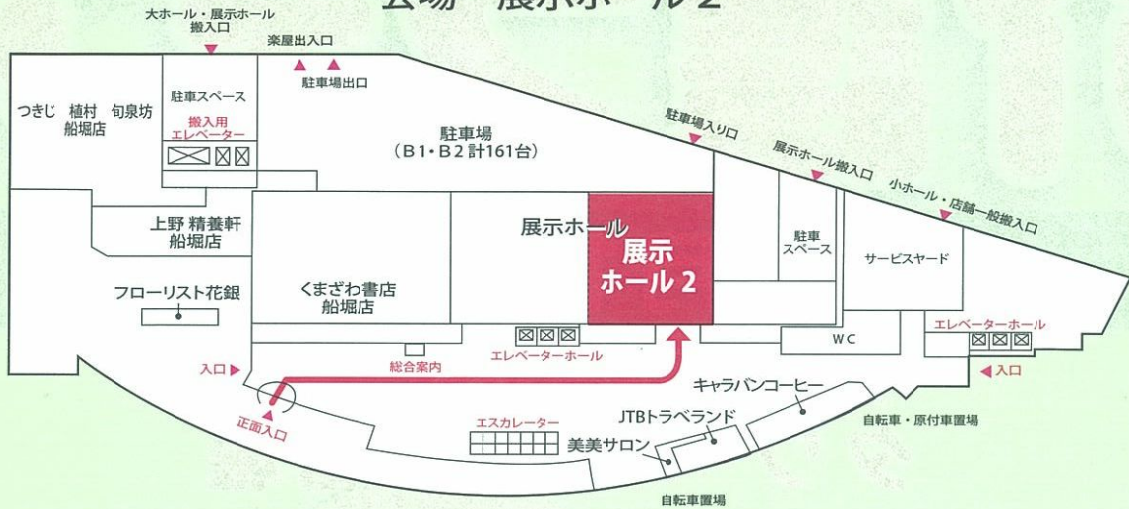 会場　展示ホール2
大ホール・展示ホール
搬入口
楽屋出入口
駐車場出口
つきじ　植村　旬泉坊
船堀店
駐車スペース
搬入用
エレベーター
駐車場
（B1・B2計161台）
駐車場入り口
展示ホール搬入口
小ホール・店舗一般搬入口
上野 精養軒
船堀店
展示ホール
展示
ホール 2
駐車
スペース
サービスヤード
フローリスト花銀
くまざわ書店
船堀店
エレベーターホール
WC
エレベーターホール
入口
総合案内
入口
正面入口
エスカレーター
キャラバンコーヒー
JTBトラベランド
美美サロン
自転車・原付車置場
自転車置場